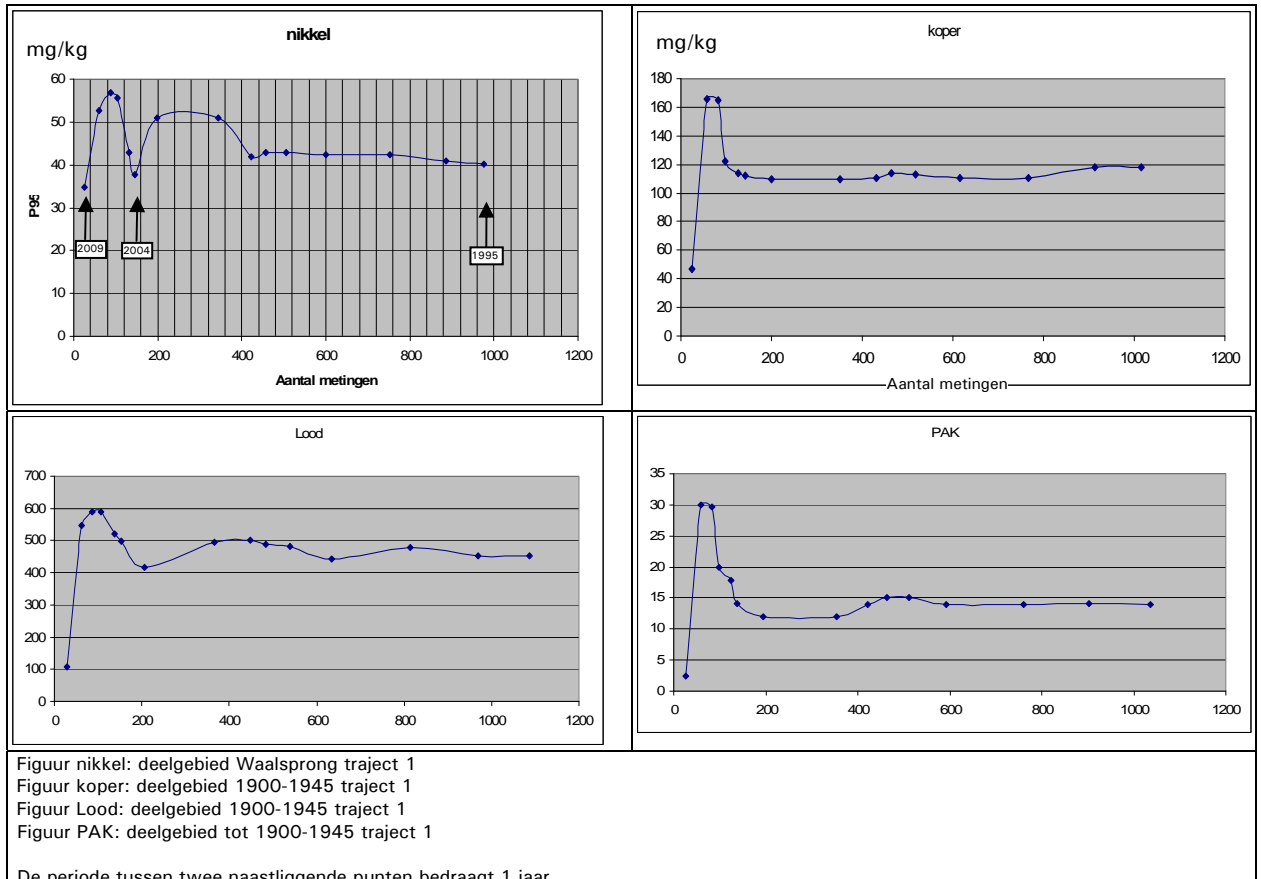 nikkel
mg/kg
60
50
40
30
20
10
0
P95
2009
2004
1995
0 200 400 600 800 1000 1200
Aantal metingen
koper
mg/kg
180
160
140
120
100
80
60
40
20
0
0 200 400 600 800 1000 1200
Aantal metingen
Lood
700
600
500
400
300
200
100
0
0 200 400 600 800 1000 1200
PAK
35
30
25
20
15
10
5
0
0 200 400 600 800 1000 1200
Figuur nikkel: deelgebied Waalsprong traject 1
Figuur koper: deelgebied 1900-1945 traject 1
Figuur Lood: deelgebied 1900-1945 traject 1
Figuur PAK: deelgebied tot 1900-1945 traject 1
De periode tussen twee naastliggende punten bedraagt 1 jaar